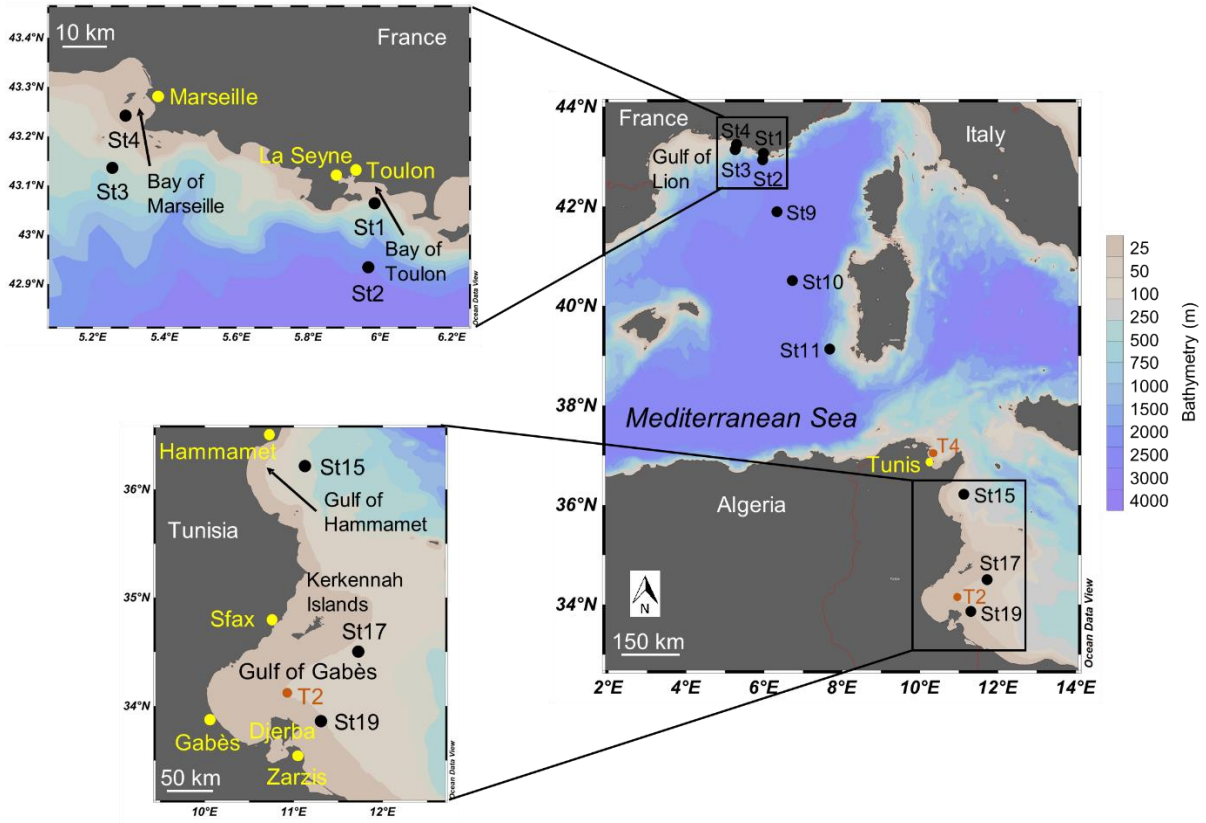 43.4°N
43.3°N
43.2°N
43.1°N
43°N
42.9°N
10 km
France
Marseille
St4
La Seyne
Toulon
St3
Bay of
Marseille
St1
Bay of
Toulon
St2
5.2°E
5.4°E
5.6°E
5.8°E
6°E
6.2°E
Ocean Data View
44°N
42°N
40°N
38°N
36°N
34°N
France
Italy
St4
St1
Gulf of
Lion
St3
St2
St9
St10
St11
Mediterranean Sea
T4
Tunis
Algeria
St15
St17
T2
St19
N
150 km
2°E
4°E
6°E
8°E
10°E
12°E
14°E
Ocean Data View
25
50
100
250
500
750
1000
1500
2000
3000
4000
Bathymetry (m)
36°N
35°N
34°N
Hammamet
St15
Gulf of
Hammamet
Tunisia
Kerkennah
Islands
Sfax
St17
Gulf of Gabès
T2
St19
Djerba
Gabès
Zarzis
50 km
10°E
11°E
12°E
Ocean Data View